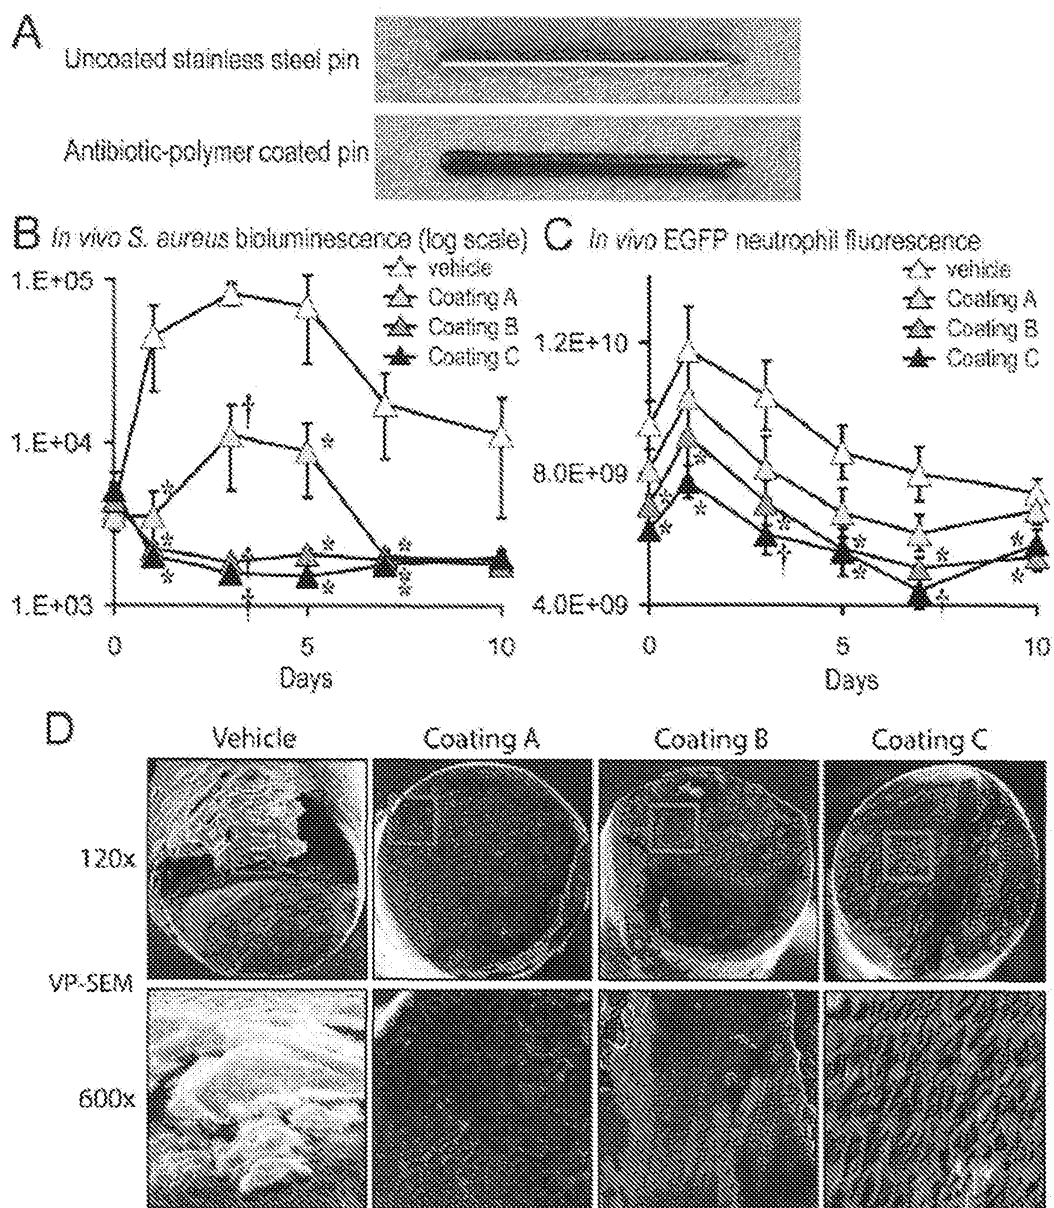 A
Uncoated stainless steel pin
Antibiotic-polymer coated pin
B In vivo S. aureus bioluminescence (log scale)
vehicle
Coating A
Coating B
Coating C
1.E+05
1.E+04
1.E+03
0 5 10
Days
C In vivo EGFP neutrophil fluorescence
vehicle
Coating A
Coating B
Coating C
1.2E+10
8.0E+09
4.0E+09
0 5 10
Days
D
Vehicle Coating A Coating B Coating C
120x
VP-SEM
600x